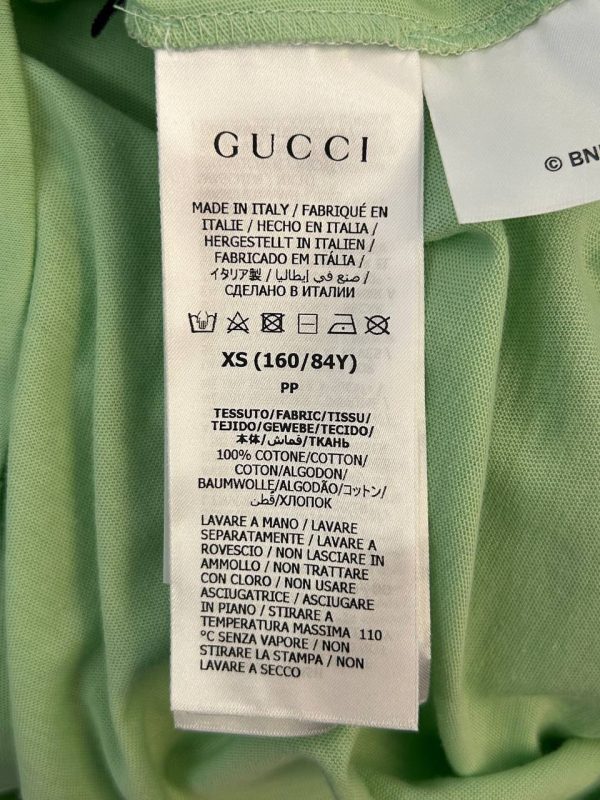 GUCCI
© BN
MADE IN ITALY / FABRIQUÉ EN
ITALIE / HECHO EN ITALIA /
HERGESTELLT IN ITALIEN /
FABRICADO EM ITÁLIA /
イタリア製 / صنع في إيطاليا /
СДЕЛАНО В ИТАЛИИ
XS (160/84Y)
PP
TESSUTO/FABRIC/TISSU/
TEJIDO/GEWEBE/TECIDO/
本体/قماش/ТКАНЬ
100% COTONE/COTTON/
COTON/ALGODON/
BAUMWOLLE/ALGODÃO/コットン/
قطن/ХЛОПОК
LAVARE A MANO / LAVARE
SEPARATAMENTE / LAVARE A
ROVESCIO / NON LASCIARE IN
AMMOLLO / NON TRATTARE
CON CLORO / NON USARE
ASCIUGATRICE / ASCIUGARE
IN PIANO / STIRARE A
TEMPERATURA MASSIMA 110
°C SENZA VAPORE / NON
STIRARE LA STAMPA / NON
LAVARE A SECCO